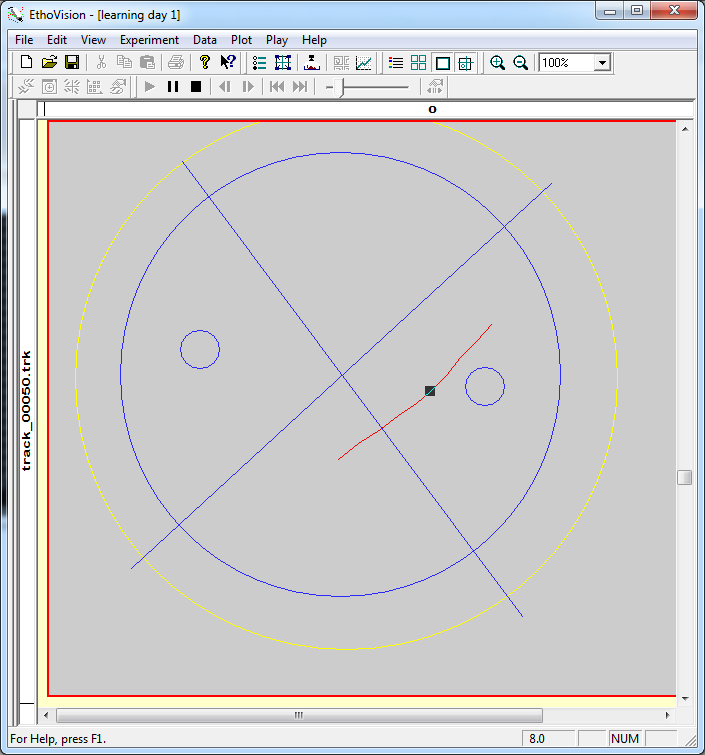 EthoVision - [learning day 1]
File Edit View Experiment Data Plot Play Help
100%
o
track_00050.trk
For Help, press F1.
8.0
NUM